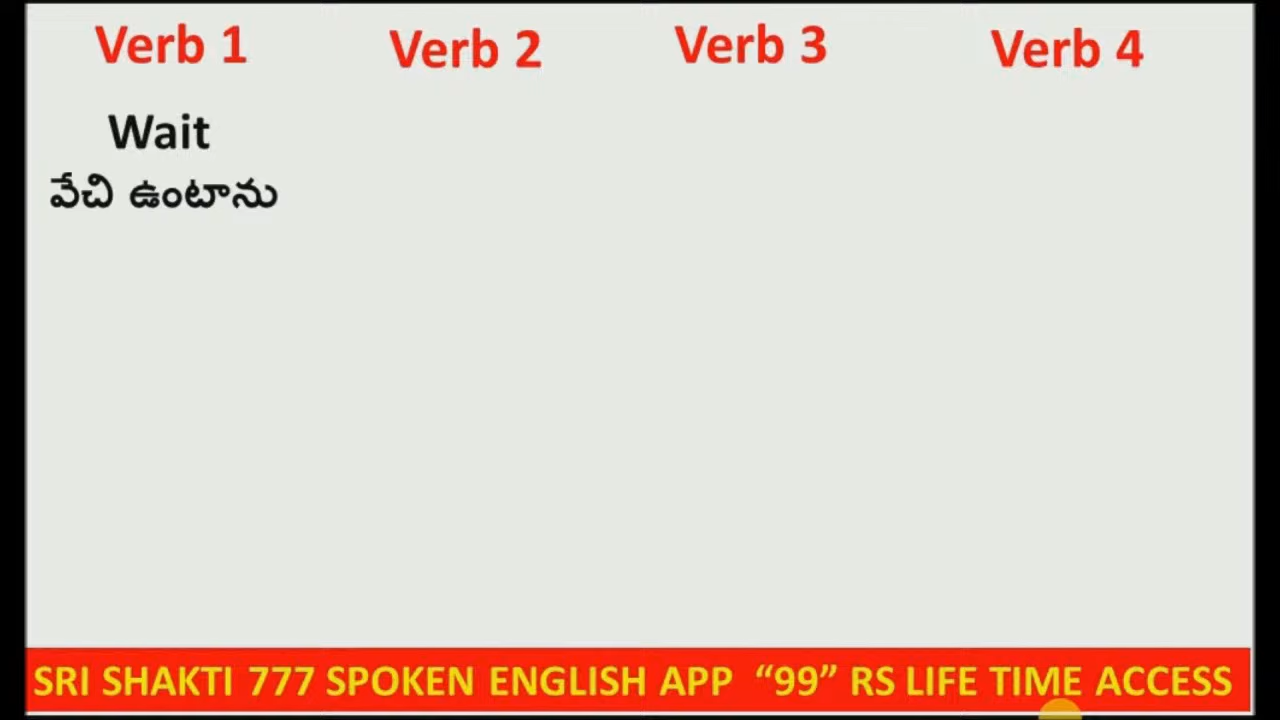 Verb 1 Verb 2 Verb 3 Verb 4
Wait
వేచి ఉంటాను
SRI SHAKTI 777 SPOKEN ENGLISH APP “99” RS LIFE TIME ACCESS